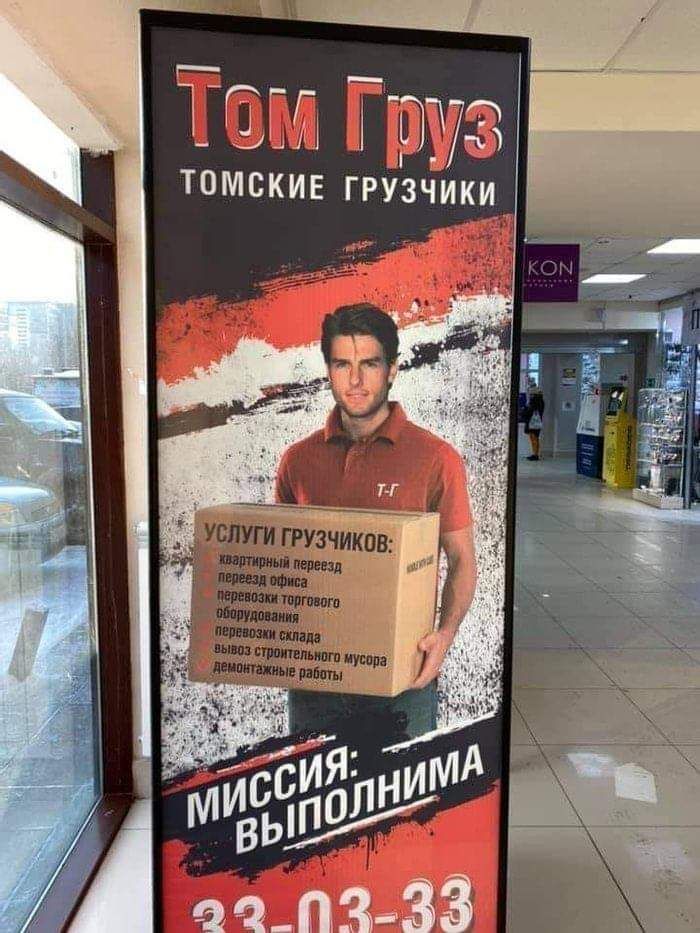 Том Груз
ТОМСКИЕ ГРУЗЧИКИ
KON
Т-Г
УСЛУГИ ГРУЗЧИКОВ:
квартирный переезд
переезд офиса
перевозки торгового
оборудования
перевозки склада
вывоз строительного мусора
демонтажные работы
МИССИЯ:
ВЫПОЛНИМА
33-03-33